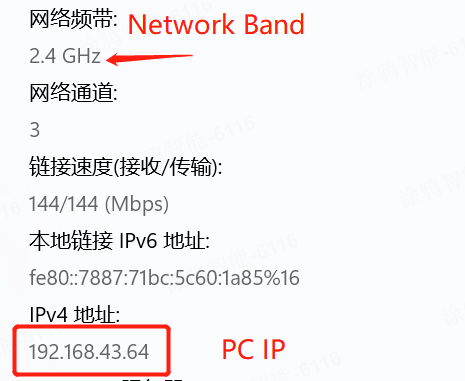 网络频带:
Network Band
2.4 GHz
网络通道:
3
链接速度(接收/传输):
144/144 (Mbps)
本地链接 IPv6 地址:
fe80::7887:71bc:5c60:1a85%16
IPv4 地址:
192.168.43.64
PC IP